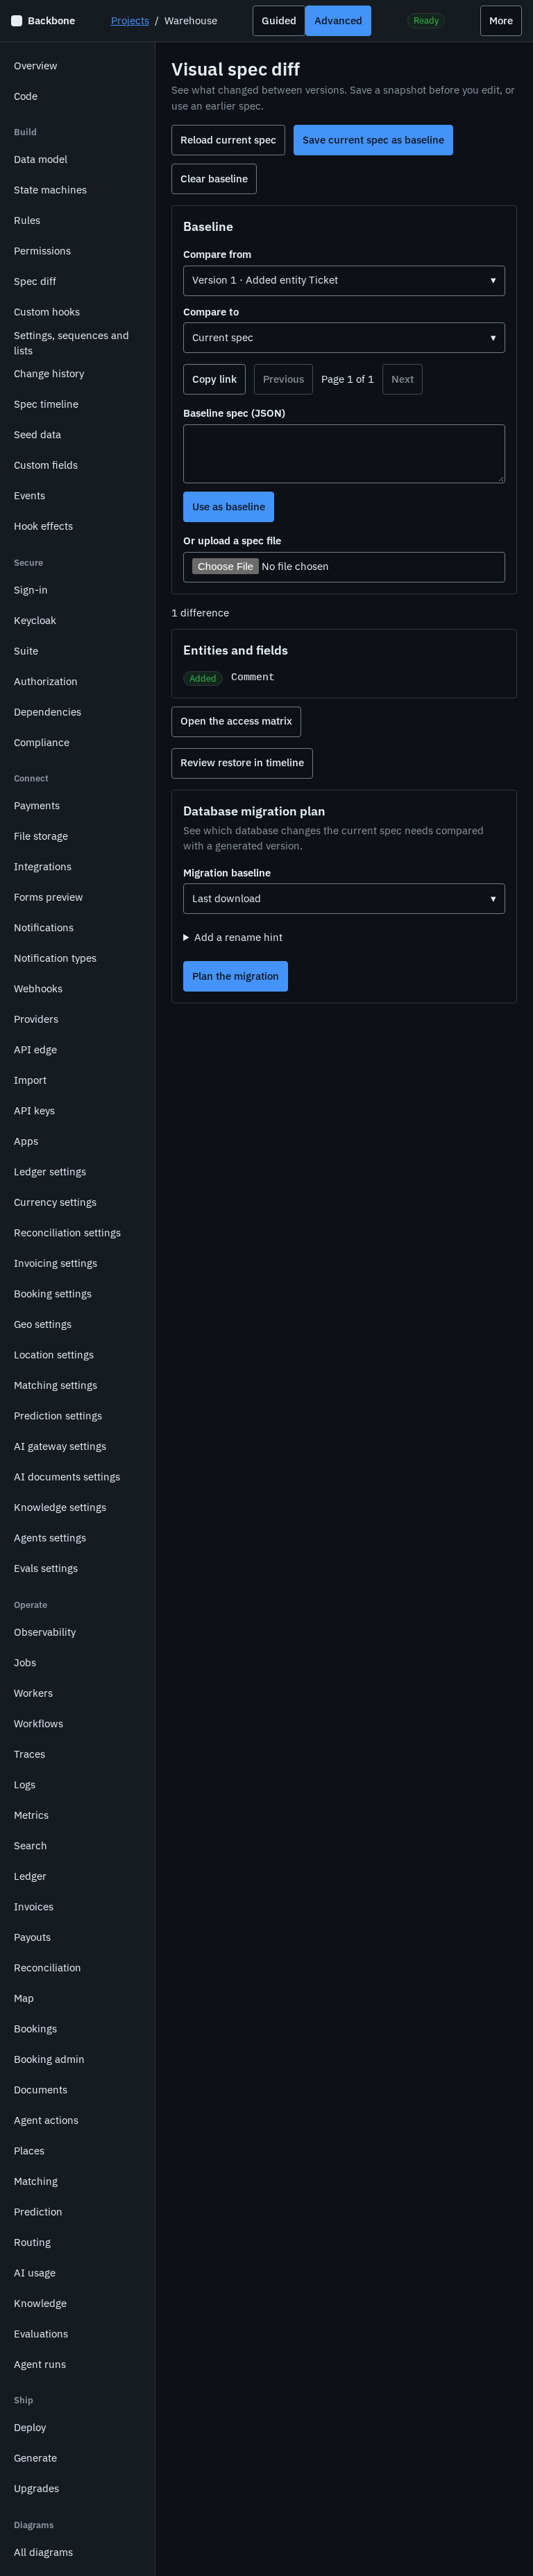 Backbone
Projects / Warehouse
Guided
Advanced
Ready
More
Overview
Code
Build
Data model
State machines
Rules
Permissions
Spec diff
Custom hooks
Settings, sequences and
lists
Change history
Spec timeline
Seed data
Custom fields
Events
Hook effects
Secure
Sign-in
Keycloak
Suite
Authorization
Dependencies
Compliance
Connect
Payments
File storage
Integrations
Forms preview
Notifications
Notification types
Webhooks
Providers
API edge
Import
API keys
Apps
Ledger settings
Currency settings
Reconciliation settings
Invoicing settings
Booking settings
Geo settings
Location settings
Matching settings
Prediction settings
AI gateway settings
AI documents settings
Knowledge settings
Agents settings
Evals settings
Operate
Observability
Jobs
Workers
Workflows
Traces
Logs
Metrics
Search
Ledger
Invoices
Payouts
Reconciliation
Map
Bookings
Booking admin
Documents
Agent actions
Places
Matching
Prediction
Routing
AI usage
Knowledge
Evaluations
Agent runs
Ship
Deploy
Generate
Upgrades
Diagrams
All diagrams
Visual spec diff
See what changed between versions. Save a snapshot before you edit, or
use an earlier spec.
Reload current spec
Save current spec as baseline
Clear baseline
Baseline
Compare from
Version 1 · Added entity Ticket
Compare to
Current spec
Copy link
Previous
Page 1 of 1
Next
Baseline spec (JSON)
Use as baseline
Or upload a spec file
Choose File No file chosen
1 difference
Entities and fields
Added Comment
Open the access matrix
Review restore in timeline
Database migration plan
See which database changes the current spec needs compared
with a generated version.
Migration baseline
Last download
Add a rename hint
Plan the migration